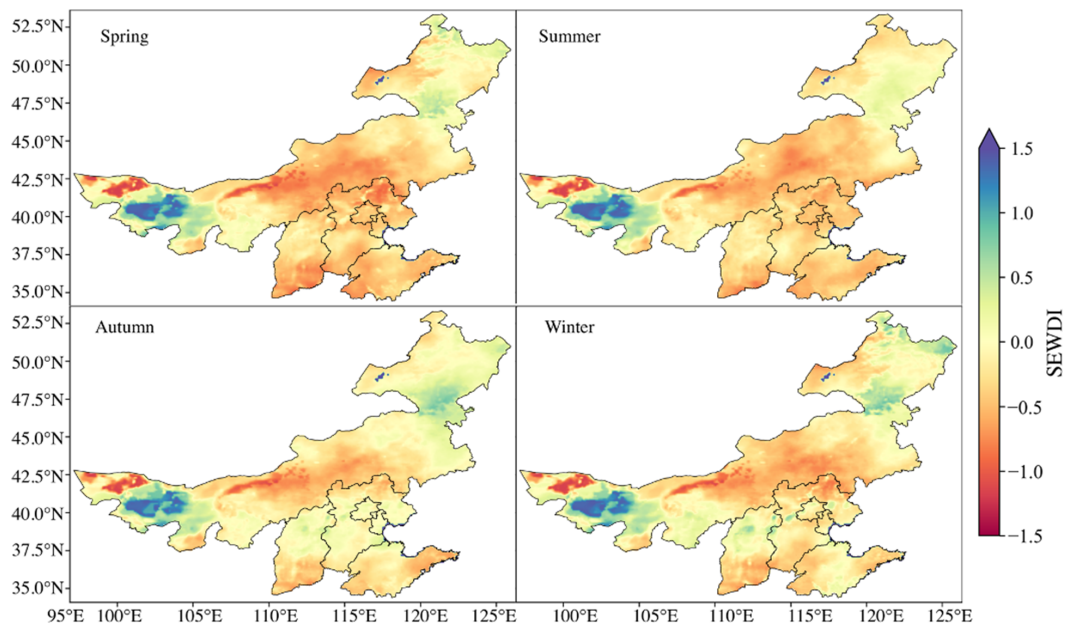 Spring
Summer
52.5°N
50.0°N
47.5°N
45.0°N
42.5°N
40.0°N
37.5°N
35.0°N
Autumn
Winter
52.5°N
50.0°N
47.5°N
45.0°N
42.5°N
40.0°N
37.5°N
35.0°N
95°E 100°E 105°E 110°E 115°E 120°E 125°E
100°E 105°E 110°E 115°E 120°E 125°E
1.5
1.0
0.5
0.0
−0.5
−1.0
−1.5
SEWDI